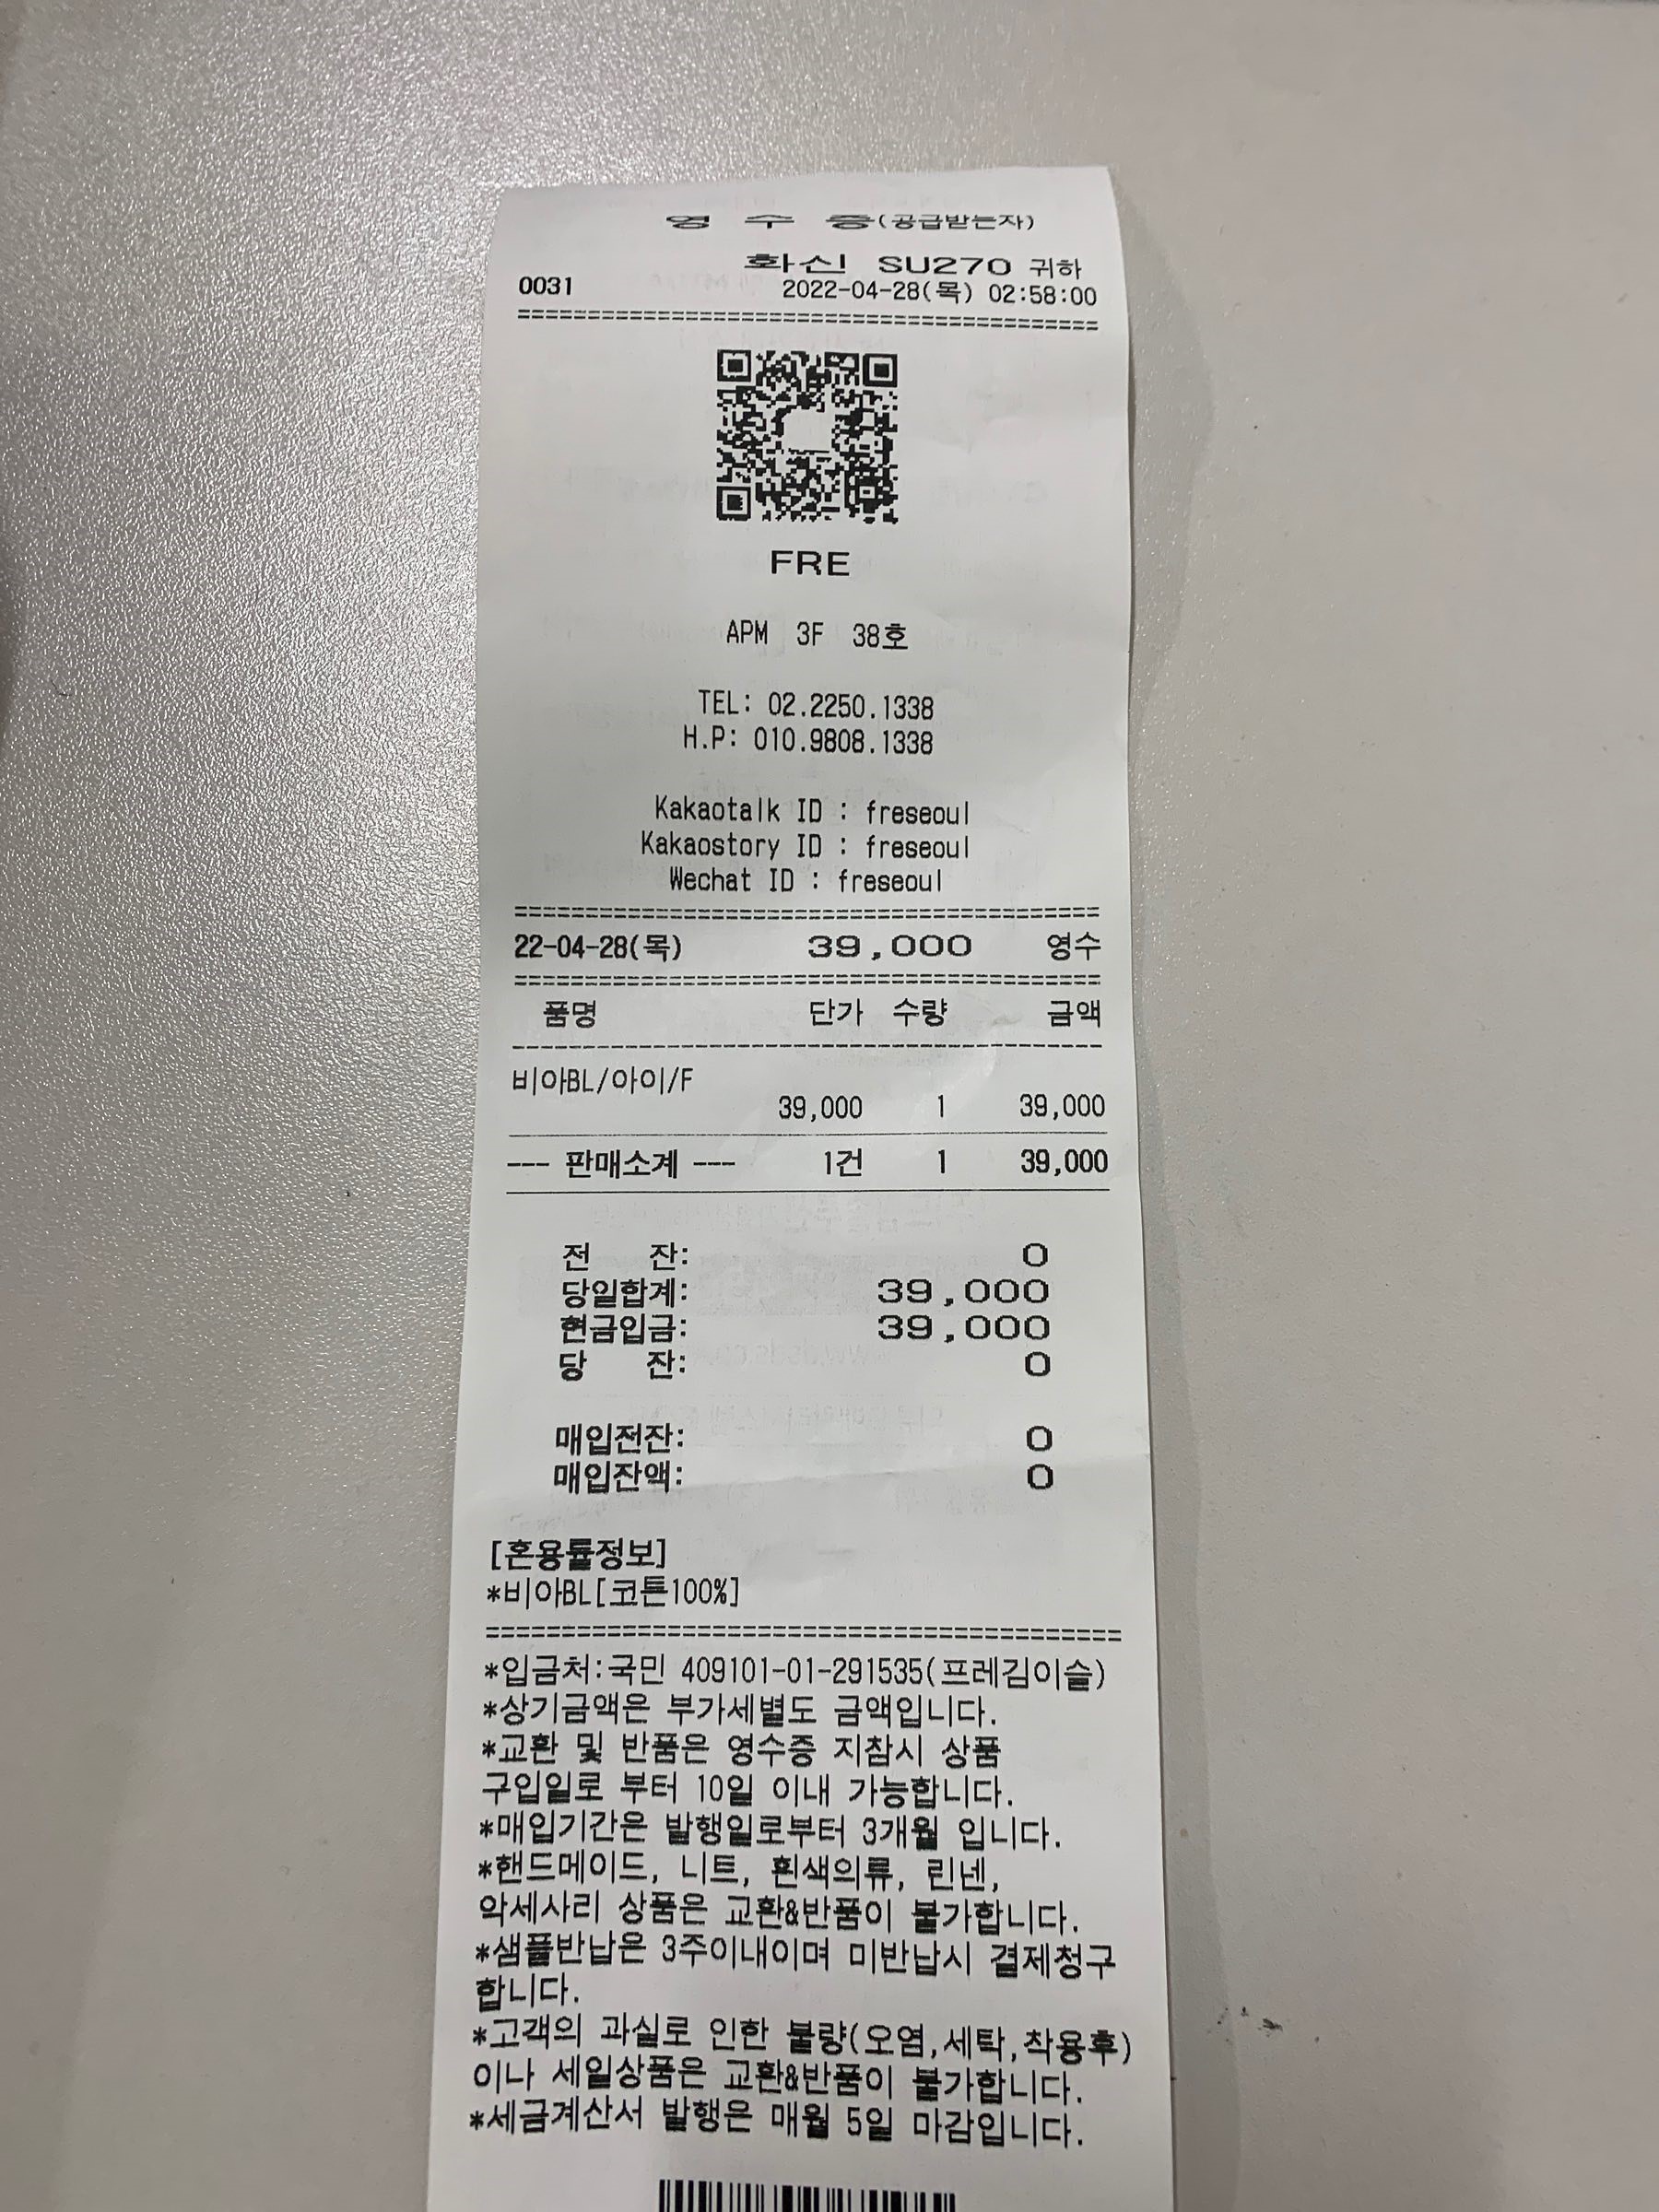 영 수 증(공급받는자)
화신 SU270 귀하
0031 2022-04-28(목) 02:58:00
==========================================
FRE
APM 3F 38호
TEL: 02.2250.1338
H.P: 010.9808.1338
Kakaotalk ID : freseoul
Kakaostory ID : freseoul
Wechat ID : freseoul
==========================================
22-04-28(목) 39,000 영수
==========================================
품명 단가 수량 금액
------------------------------------------
비아BL/아이/F
39,000 1 39,000
--- 판매소계 --- 1건 1 39,000
전 잔: 0
당일합계: 39,000
현금입금: 39,000
당 잔: 0
매입전잔: 0
매입잔액: 0
[혼용률정보]
*비아BL[코튼100%]
==========================================
*입금처:국민 409101-01-291535(프레김이슬)
*상기금액은 부가세별도 금액입니다.
*교환 및 반품은 영수증 지참시 상품
구입일로 부터 10일 이내 가능합니다.
*매입기간은 발행일로부터 3개월 입니다.
*핸드메이드, 니트, 흰색의류, 린넨,
악세사리 상품은 교환&반품이 불가합니다.
*샘플반납은 3주이내이며 미반납시 결제청구
합니다.
*고객의 과실로 인한 불량(오염,세탁,착용후)
이나 세일상품은 교환&반품이 불가합니다.
*세금계산서 발행은 매월 5일 마감입니다.